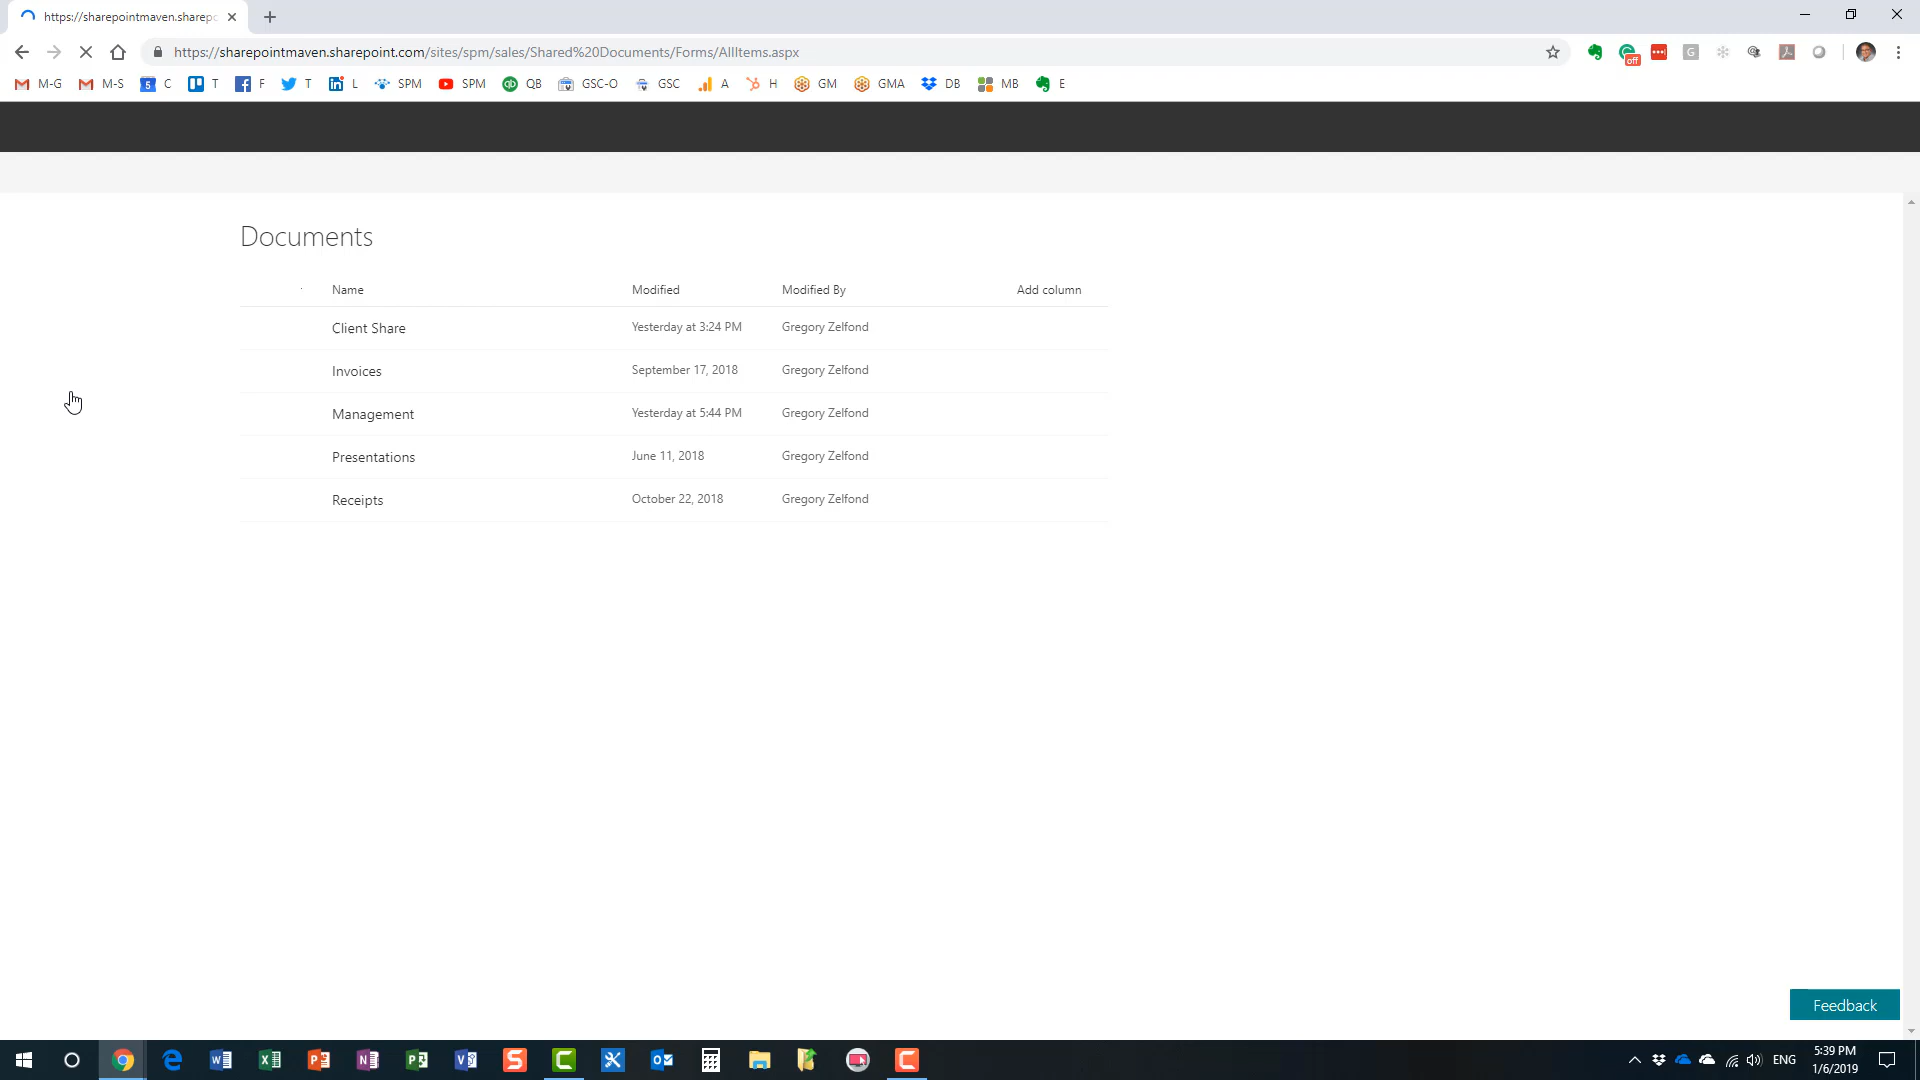 https://sharepointmaven.sharepc
https://sharepointmaven.sharepoint.com/sites/spm/sales/Shared%20Documents/Forms/AllItems.aspx
off
G
M-G M-S 5 C T F T L SPM SPM QB GSC-O GSC A H GM GMA DB MB E
Documents
Name Modified Modified By Add column
Client Share Yesterday at 3:24 PM Gregory Zelfond
Invoices September 17, 2018 Gregory Zelfond
Management Yesterday at 5:44 PM Gregory Zelfond
Presentations June 11, 2018 Gregory Zelfond
Receipts October 22, 2018 Gregory Zelfond
Feedback
ENG
5:39 PM
1/6/2019